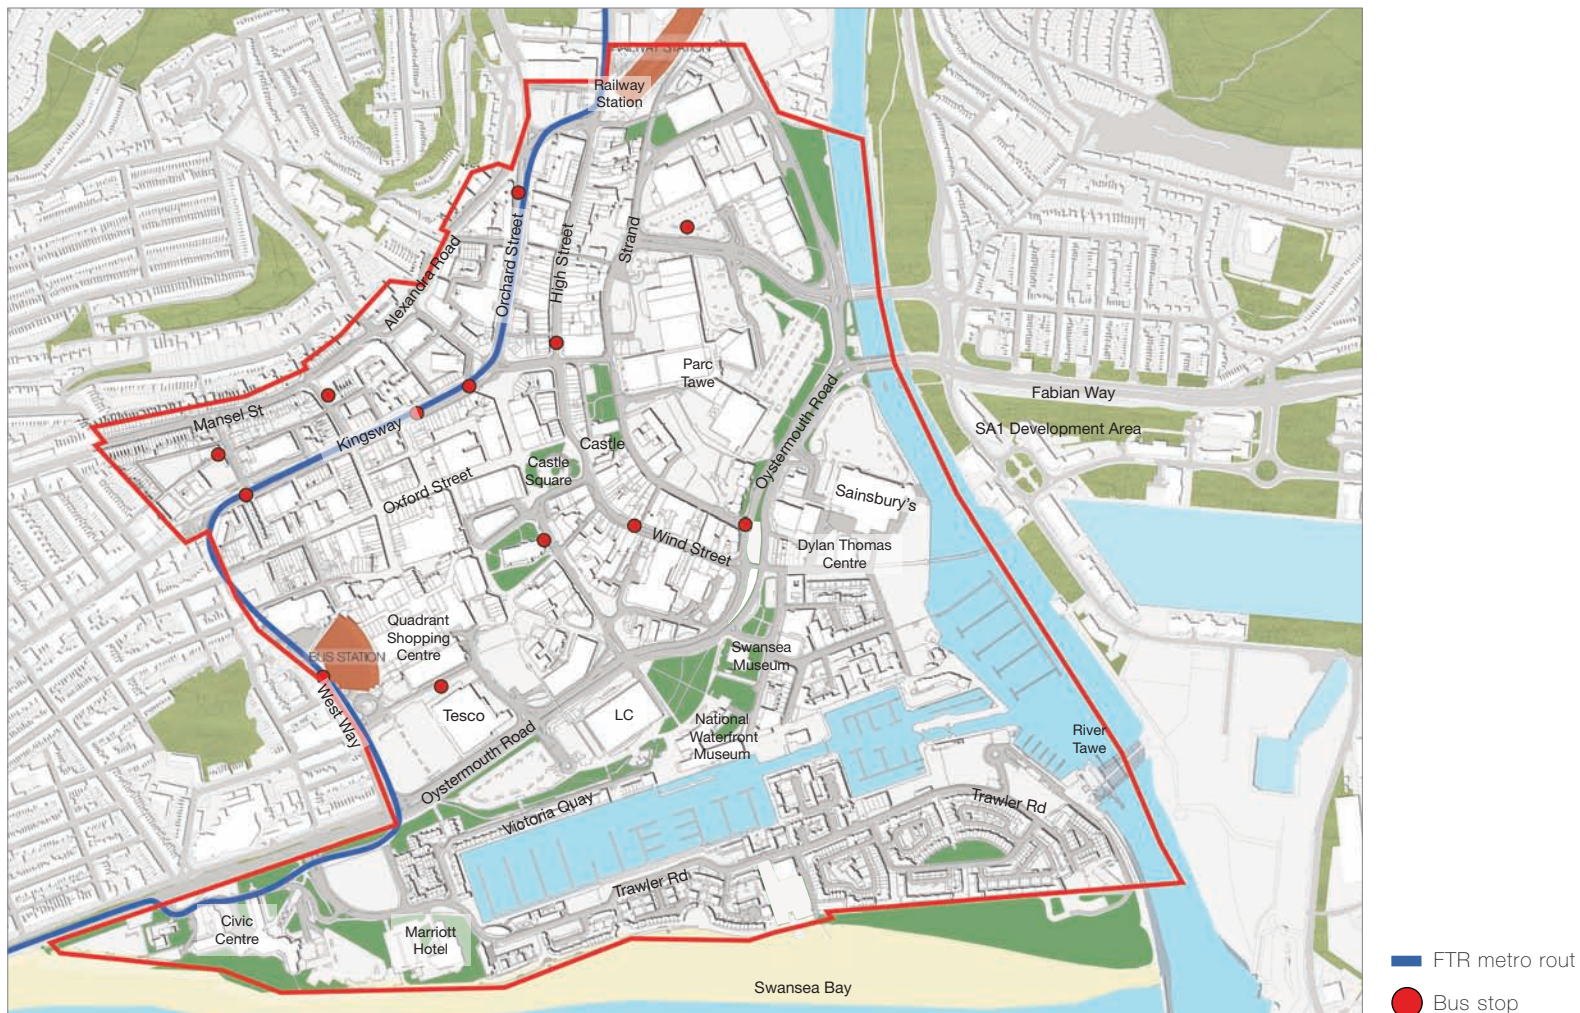 RAILWAY STATION
Railway
Station
Orchard Street
High Street
Strand
Alexandra Road
Parc
Tawe
Fabian Way
Mansel St
Kingsway
Oystermouth Road
SA1 Development Area
Castle
Castle
Square
Oxford Street
Sainsbury's
Wind Street
Dylan Thomas
Centre
Quadrant
Shopping
Centre
BUS STATION
Swansea
Museum
West Way
Tesco
LC
National
Waterfront
Museum
River
Tawe
Oystermouth Road
Victoria Quay
Trawler Rd
Trawler Rd
Civic
Centre
Marriott
Hotel
Swansea Bay
FTR metro rout
Bus stop